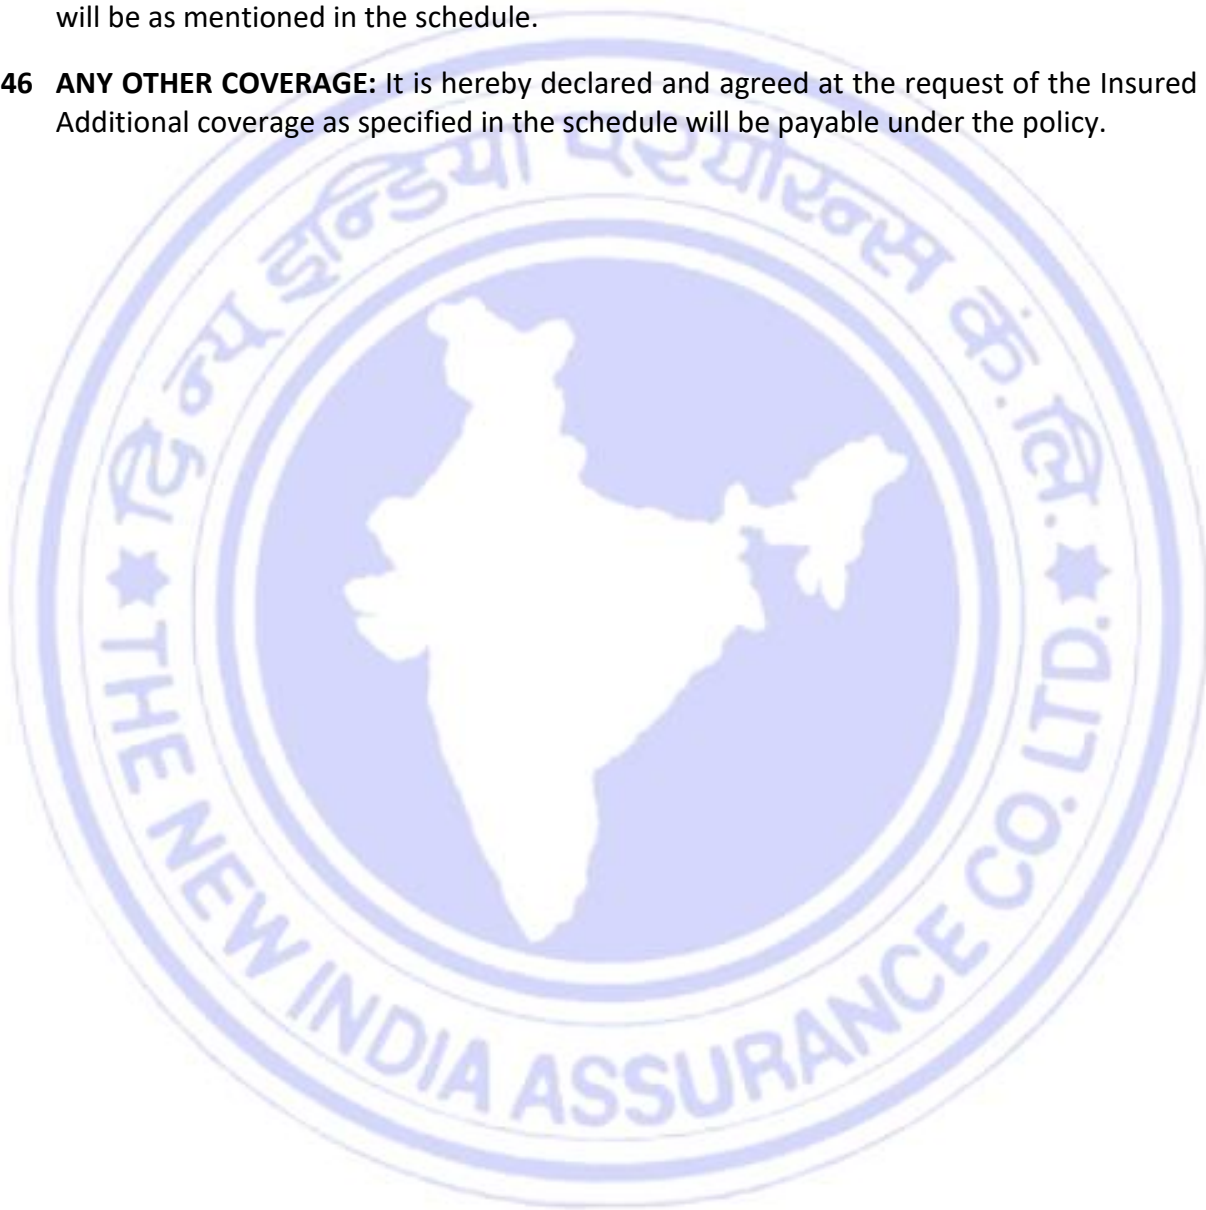 will be as mentioned in the schedule.
46 ANY OTHER COVERAGE: It is hereby declared and agreed at the request of the Insured
Additional coverage as specified in the schedule will be payable under the policy.
दि न्यू इन्डिया एश्योरेन्स कं. लि.
THE NEW INDIA ASSURANCE CO. LTD.